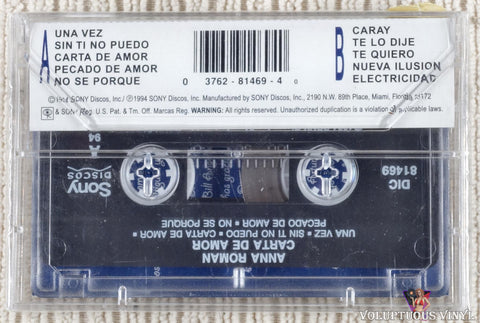 A
UNA VEZ
SIN TI NO PUEDO
CARTA DE AMOR
PECADO DE AMOR
NO SE PORQUE
0 3762-81469-4 0
B
CARAY
TE LO DIJE
TE QUIERO
NUEVA ILUSION
ELECTRICIDAD
©1994 SONY Discos, Inc. / ℗1994 SONY Discos, Inc. Manufactured by SONY Discos, Inc., 2190 N.W. 89th Place, Miami, Florida 33172
SONY Reg. U.S. Pat. & Tm. Off. Marcas Reg. WARNING: All rights reserved. Unauthorized duplication is a violation of applicable laws.
A
94
Sony
DISCOS
DIC
81469
ANNA ROMAN
CARTA DE AMOR
UNA VEZ • SIN TI NO PUEDO • CARTA DE AMOR •
PECADO DE AMOR • NO SE PORQUE
VOLUPTUOUS VINYL